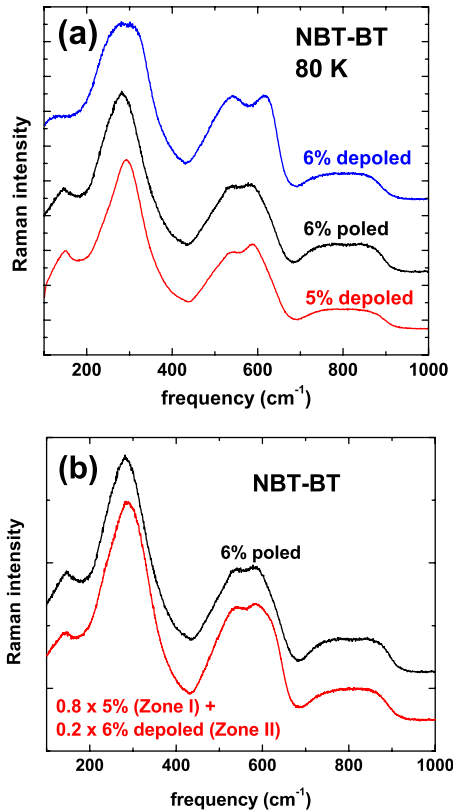 (a)
NBT-BT
80 K
6% depoled
6% poled
5% depoled
Raman intensity
200 400 600 800 1000
frequency (cm⁻¹)
(b)
NBT-BT
6% poled
0.8 x 5% (Zone I) +
0.2 x 6% depoled (Zone II)
Raman intensity
200 400 600 800 1000
frequency (cm⁻¹)